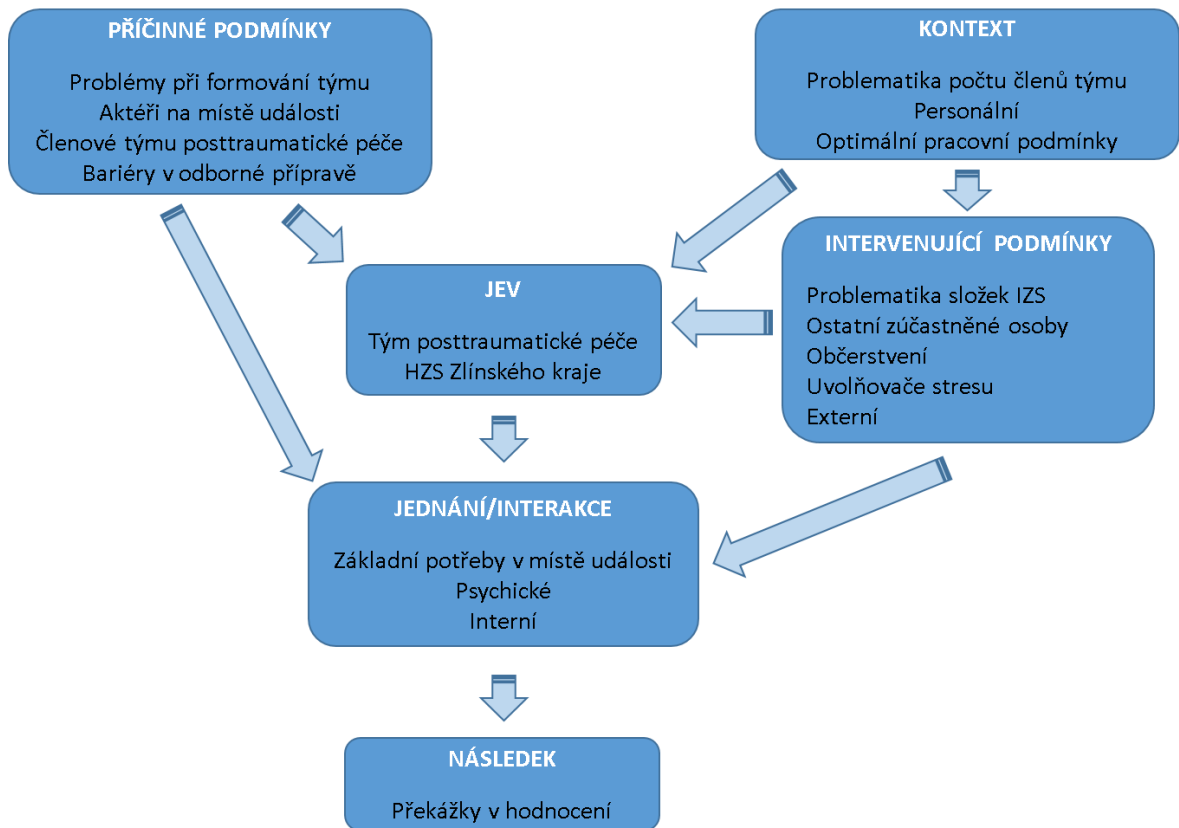 PŘÍČINNÉ PODMÍNKY
Problémy při formování týmu
Aktéři na místě události
Členové týmu posttraumatické péče
Bariéry v odborné přípravě
KONTEXT
Problematika počtu členů týmu
Personální
Optimální pracovní podmínky
INTERVENUJÍCÍ PODMÍNKY
Problematika složek IZS
Ostatní zúčastněné osoby
Občerstvení
Uvolňovače stresu
Externí
JEV
Tým posttraumatické péče
HZS Zlínského kraje
JEDNÁNÍ/INTERAKCE
Základní potřeby v místě události
Psychické
Interní
NÁSLEDEK
Překážky v hodnocení